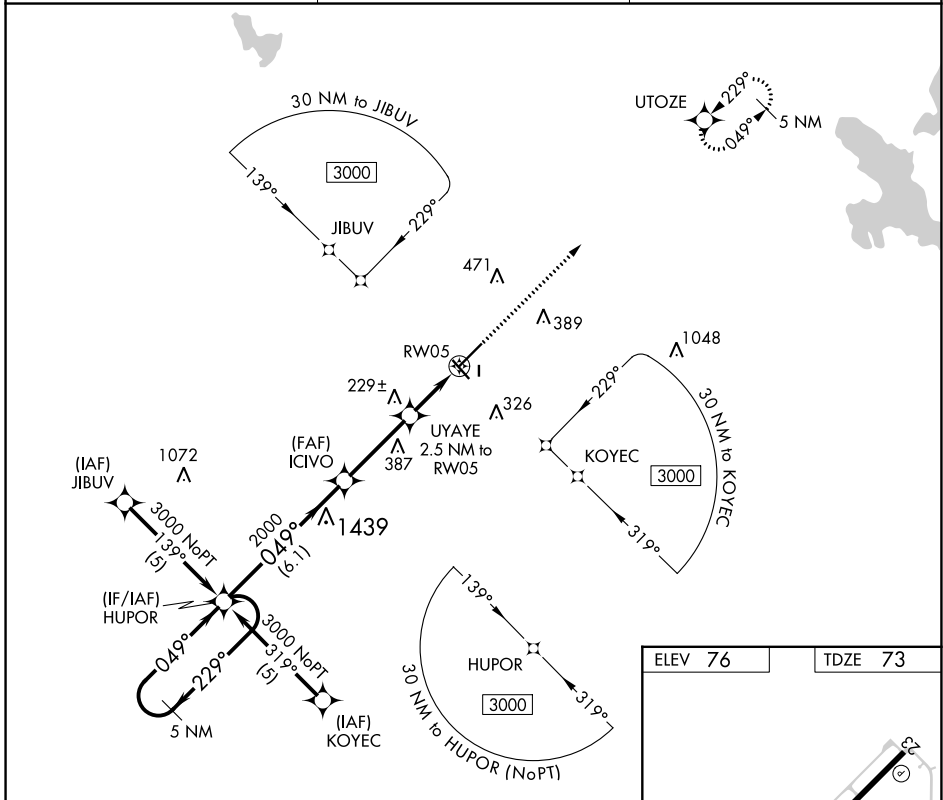 30 NM to JIBUV
3000
139°
229°
JIBUV
UTOZE
229°
049°
5 NM
471
389
1048
RW05
229±
326
UYAYE
2.5 NM to
RW05
387
(FAF)
ICIVO
1439
229°
KOYEC
3000
30 NM to KOYEC
319°
1072
(IAF)
JIBUV
3000 NoPT
139°
(5)
2000
049°
(6.1)
(IF/IAF)
HUPOR
3000 NoPT
319°
(5)
049°
229°
5 NM
(IAF)
KOYEC
139°
HUPOR
3000
319°
30 NM to HUPOR (NoPT)
ELEV 76
TDZE 73
23
P